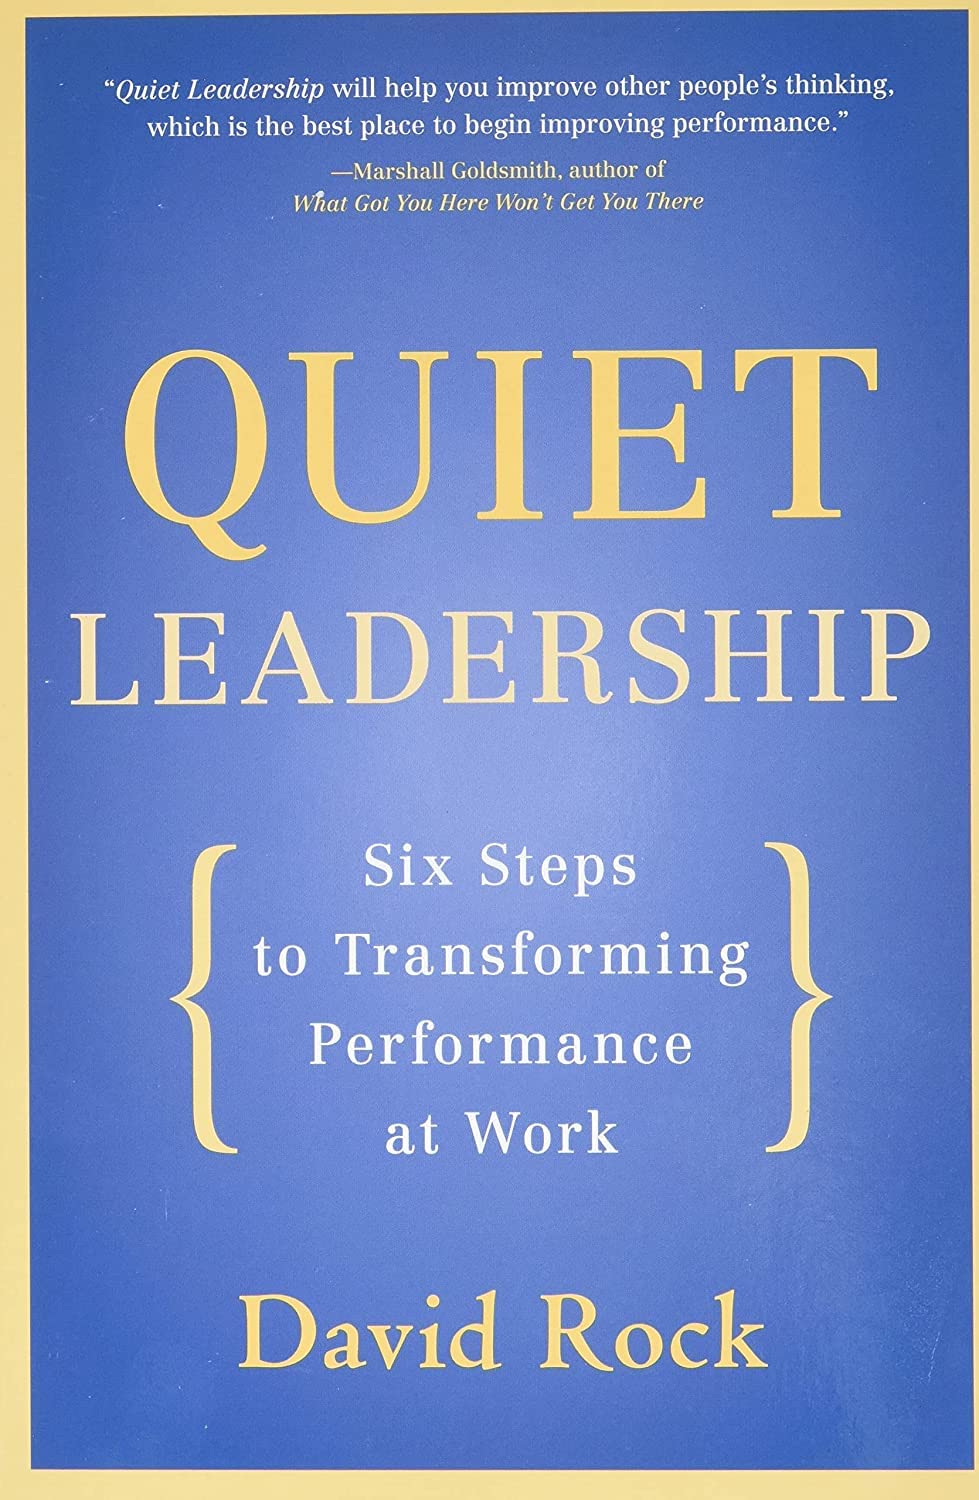 “Quiet Leadership will help you improve other people’s thinking,
which is the best place to begin improving performance.”
—Marshall Goldsmith, author of
What Got You Here Won’t Get You There
QUIET
LEADERSHIP
{ Six Steps
to Transforming
Performance
at Work }
David Rock